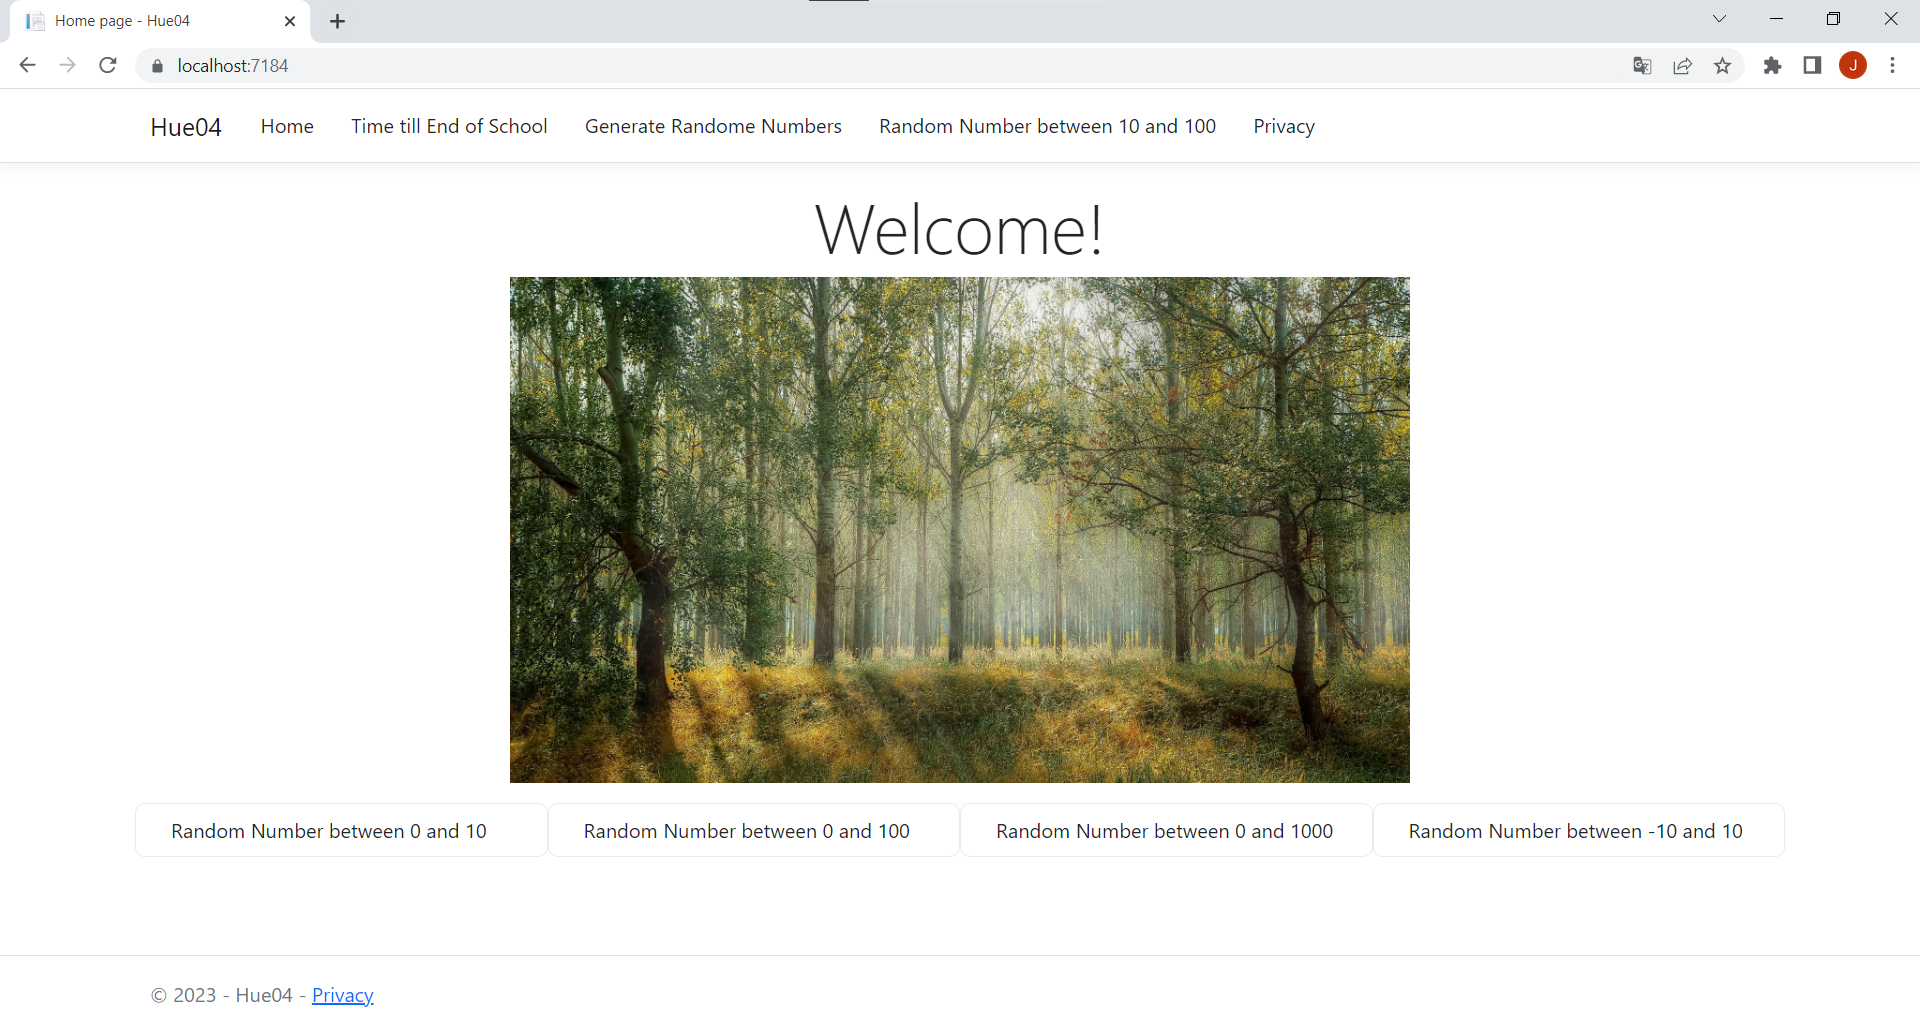 Home page - Hue04
localhost:7184
J
Hue04 Home Time till End of School Generate Randome Numbers Random Number between 10 and 100 Privacy
Welcome!
Random Number between 0 and 10 Random Number between 0 and 100 Random Number between 0 and 1000 Random Number between -10 and 10
© 2023 - Hue04 - Privacy